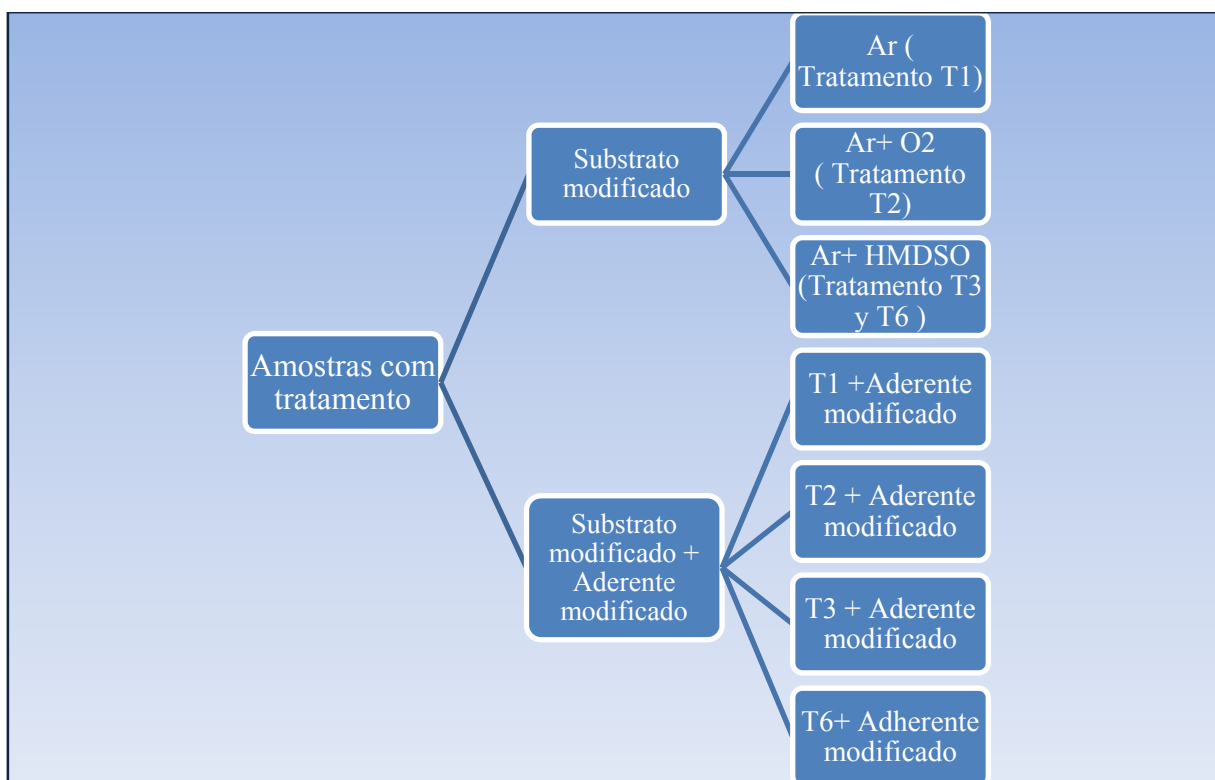 Amostras com
tratamento
Substrato
modificado
Ar (
Tratamento T1)
Ar+ O2
( Tratamento
T2)
Ar+ HMDSO
(Tratamento T3
y T6 )
Substrato
modificado +
Aderente
modificado
T1 +Aderente
modificado
T2 + Aderente
modificado
T3 + Aderente
modificado
T6+ Adherente
modificado